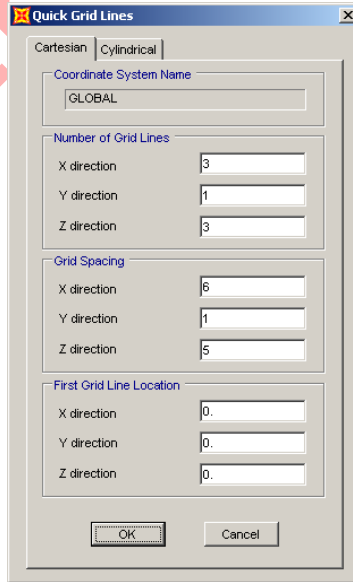 Quick Grid Lines
Cartesian Cylindrical
Coordinate System Name
GLOBAL
Number of Grid Lines
X direction 3
Y direction 1
Z direction 3
Grid Spacing
X direction 6
Y direction 1
Z direction 5
First Grid Line Location
X direction 0.
Y direction 0.
Z direction 0.
OK Cancel